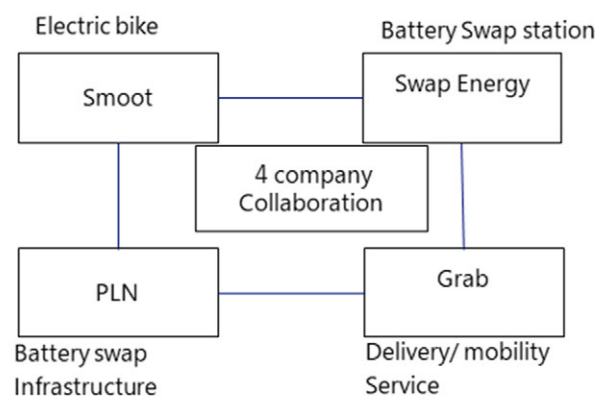 Electric bike
Battery Swap station
Smoot
Swap Energy
4 company
Collaboration
PLN
Grab
Battery swap
Infrastructure
Delivery/ mobility
Service